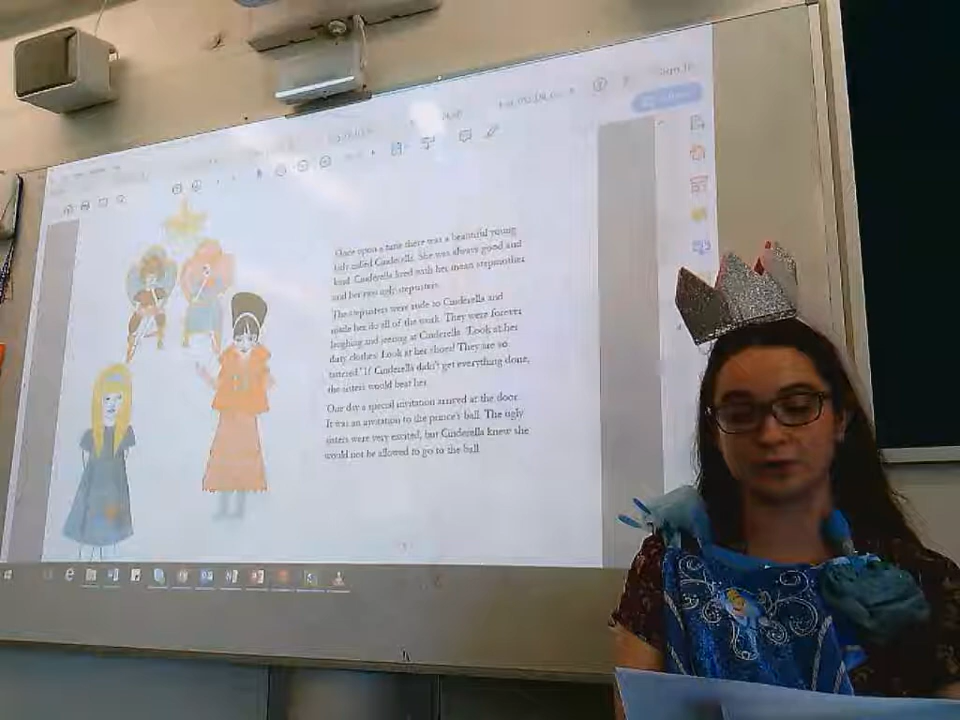 Once upon a time there was a beautiful young
lady called Cinderella. She was always good and
kind. Cinderella lived with her mean stepmother
and her two ugly stepsisters.
The stepsisters were rude to Cinderella and
made her do all of the work. They were forever
laughing and jeering at Cinderella. "Look at her
dirty clothes. Look at her shoes! They are so
tattered." If Cinderella didn't get everything done,
the sisters would beat her.
One day a special invitation arrived at the door.
It was an invitation to the prince's ball. The ugly
sisters were very excited, but Cinderella knew she
would not be allowed to go to the ball.
Sign In